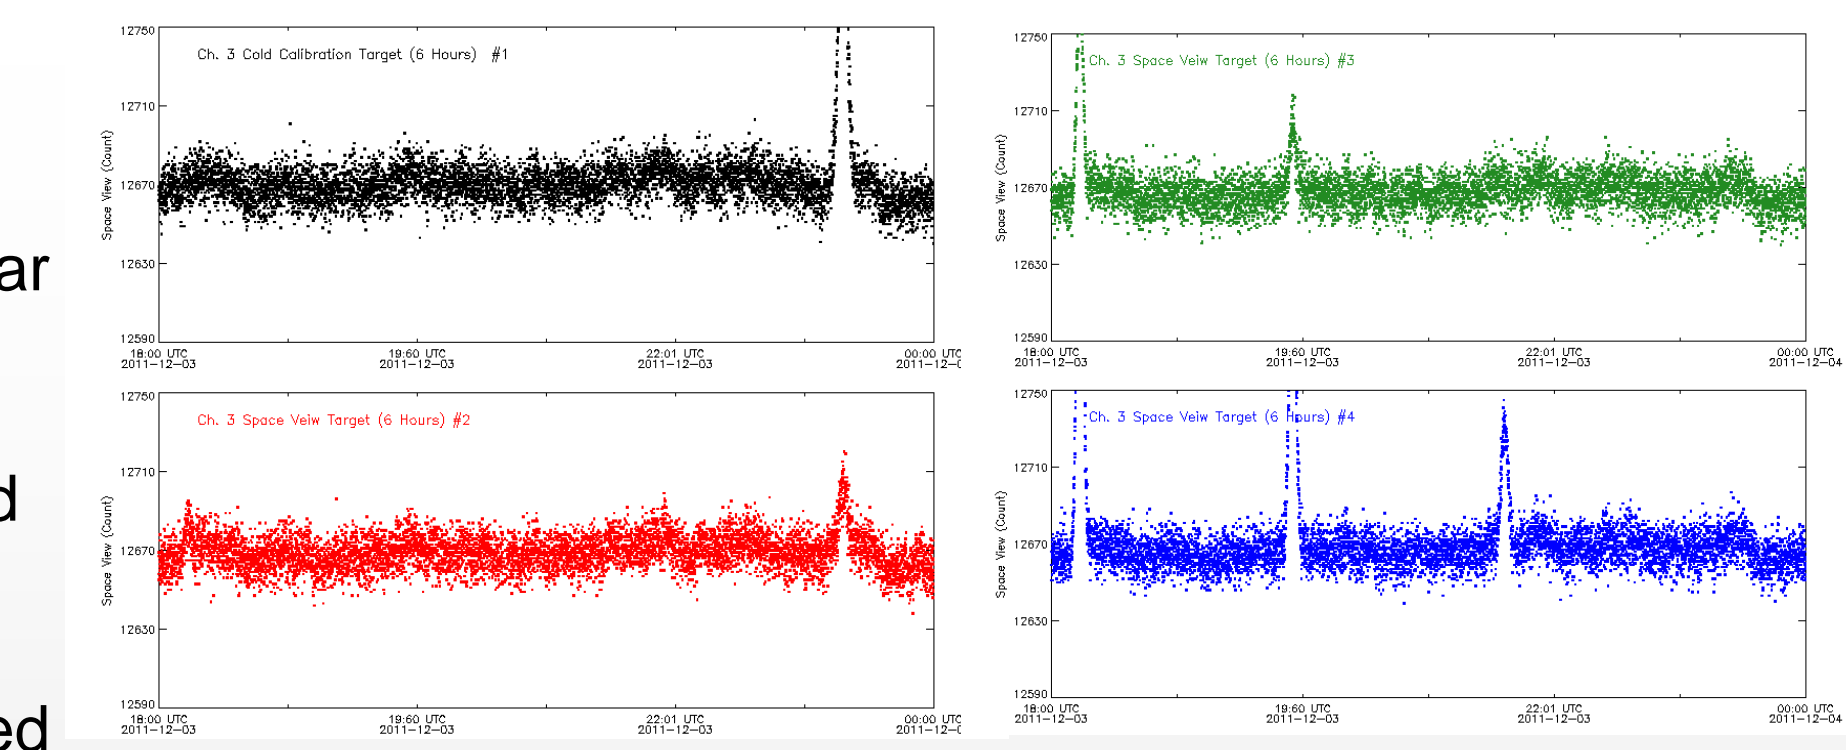 ar
d
ed
Ch. 3 Cold Calibration Target (6 Hours) #1
Space View (Count)
12750
12710
12670
12630
12590
18:00 UTC
2011-12-03
19:60 UTC
2011-12-03
22:01 UTC
2011-12-03
00:00 UTC
2011-12-0
Ch. 3 Space Veiw Target (6 Hours) #2
Space View (Count)
12750
12710
12670
12630
12590
18:00 UTC
2011-12-03
19:60 UTC
2011-12-03
22:01 UTC
2011-12-03
00:00 UTC
2011-12-0
Ch. 3 Space Veiw Target (6 Hours) #3
Space View (Count)
12750
12710
12670
12630
12590
18:00 UTC
2011-12-03
19:60 UTC
2011-12-03
22:01 UTC
2011-12-03
00:00 UTC
2011-12-04
Ch. 3 Space Veiw Target (6 Hours) #4
Space View (Count)
12750
12710
12670
12630
12590
18:00 UTC
2011-12-03
19:60 UTC
2011-12-03
22:01 UTC
2011-12-03
00:00 UTC
2011-12-04